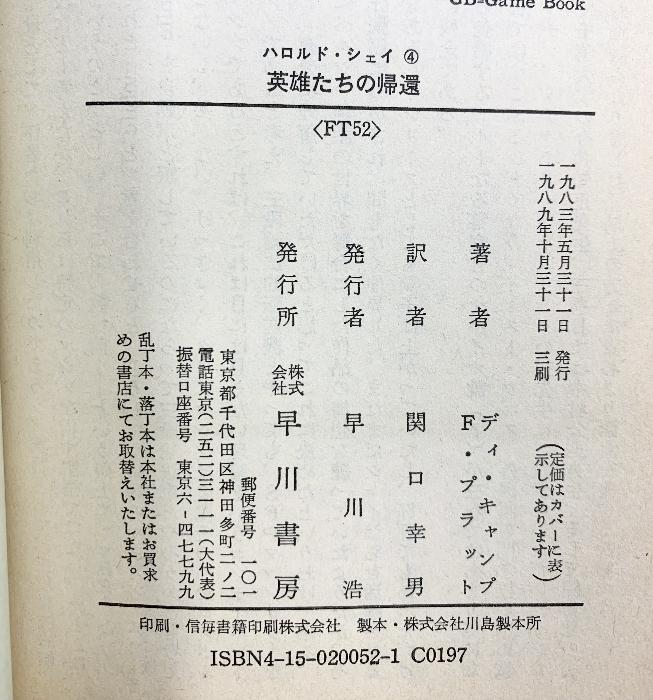 GB=Game Book
ハロルド・シェイ④
英雄たちの帰還
〈FT52〉
一九八三年五月三十一日 発行
一九八九年十月三十一日 三刷
(定価はカバーに表
示してあります)
著者 ディ・キャンプ
F・プラット
訳者 関口幸男
発行者 早川浩
発行所 株式会社 早川書房
郵便番号 一〇一
東京都千代田区神田多町二ノ二
電話東京(二五二)三一一一(大代表)
振替口座番号 東京六-四七七九九
乱丁本・落丁本は本社またはお買求
めの書店にてお取替えいたします。
印刷・信毎書籍印刷株式会社 製本・株式会社川島製本所
ISBN4-15-020052-1 C0197